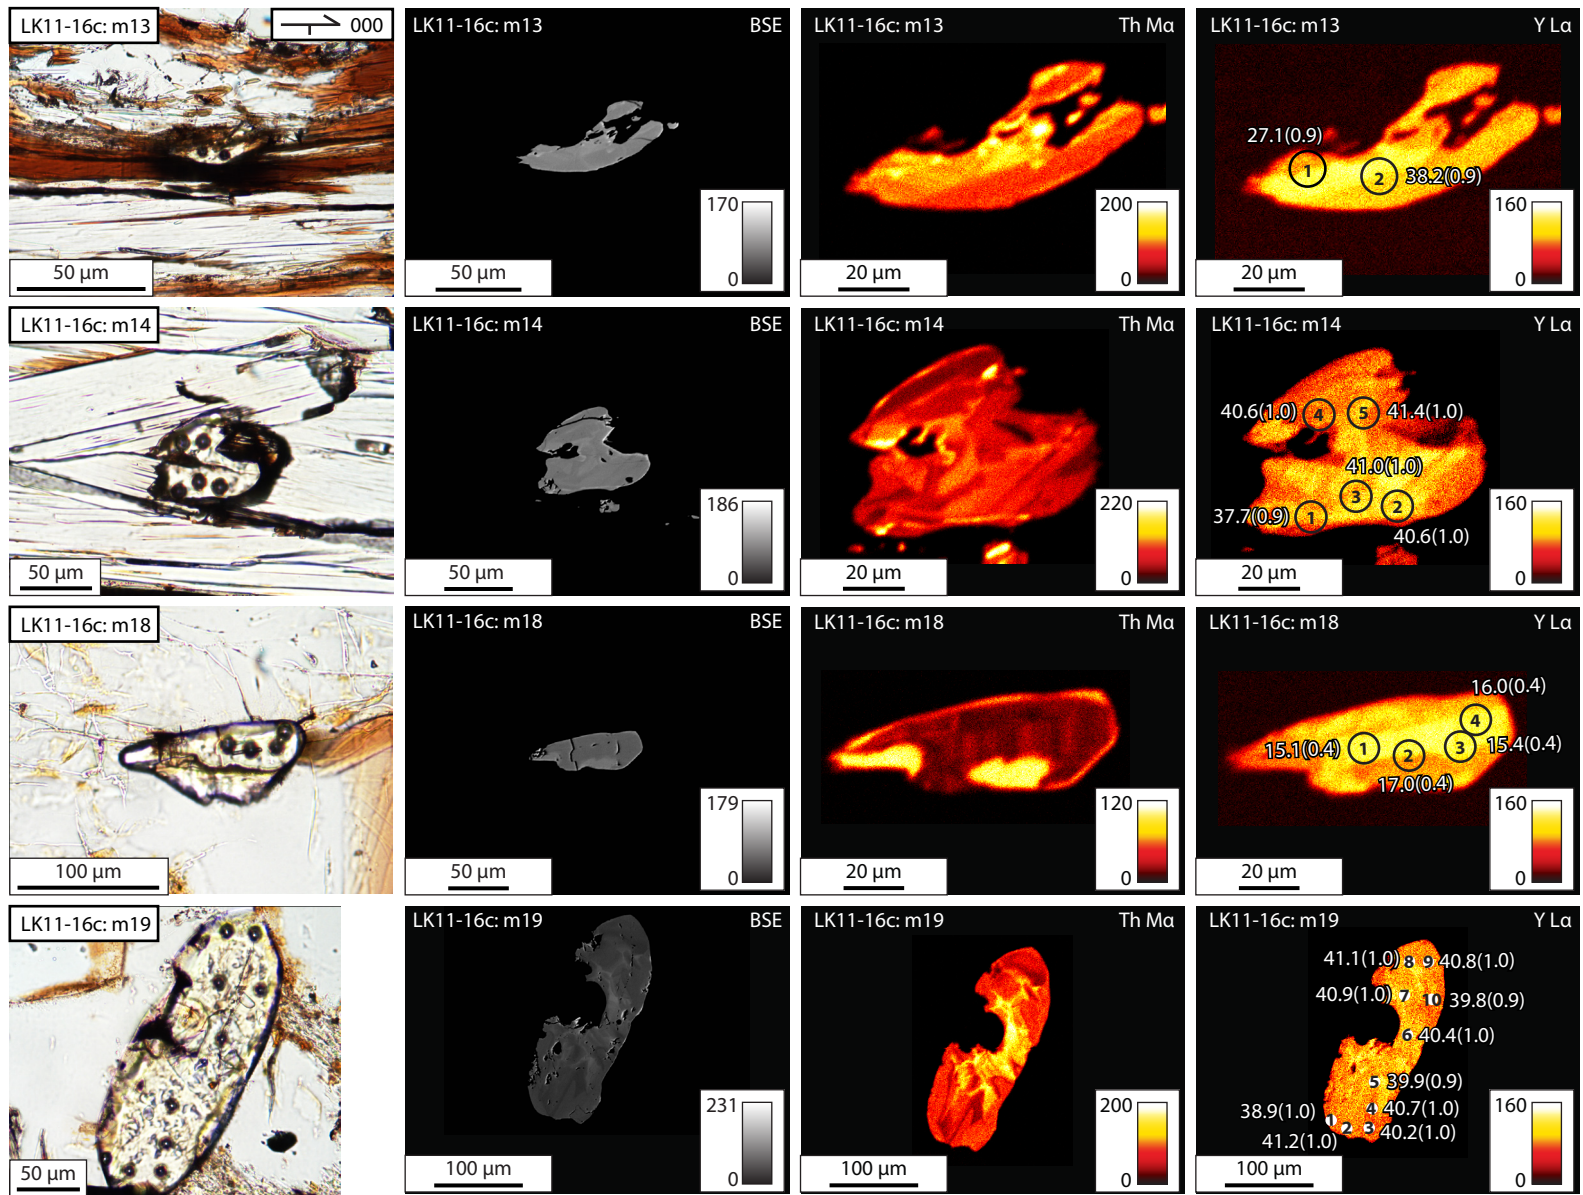 LK11-16c: m13
000
50 µm
LK11-16c: m13 BSE
170
0
50 µm
LK11-16c: m13 Th Mα
200
0
20 µm
LK11-16c: m13 Y Lα
27.1(0.9)
1
2 38.2(0.9)
160
0
20 µm
LK11-16c: m14
50 µm
LK11-16c: m14 BSE
186
0
50 µm
LK11-16c: m14 Th Mα
220
0
20 µm
LK11-16c: m14 Y Lα
40.6(1.0) 4 5 41.4(1.0)
41.0(1.0)
3
37.7(0.9) 1 2
40.6(1.0)
160
0
20 µm
LK11-16c: m18
100 µm
LK11-16c: m18 BSE
179
0
50 µm
LK11-16c: m18 Th Mα
120
0
20 µm
LK11-16c: m18 Y Lα
16.0(0.4)
4
15.1(0.4) 1 2 3 15.4(0.4)
17.0(0.4)
160
0
20 µm
LK11-16c: m19
50 µm
LK11-16c: m19 BSE
231
0
100 µm
LK11-16c: m19 Th Mα
200
0
100 µm
LK11-16c: m19 Y Lα
41.1(1.0) 8 9 40.8(1.0)
40.9(1.0) 7 10 39.8(0.9)
6 40.4(1.0)
5 39.9(0.9)
38.9(1.0) 1 4 40.7(1.0)
41.2(1.0) 2 3 40.2(1.0)
160
0
100 µm